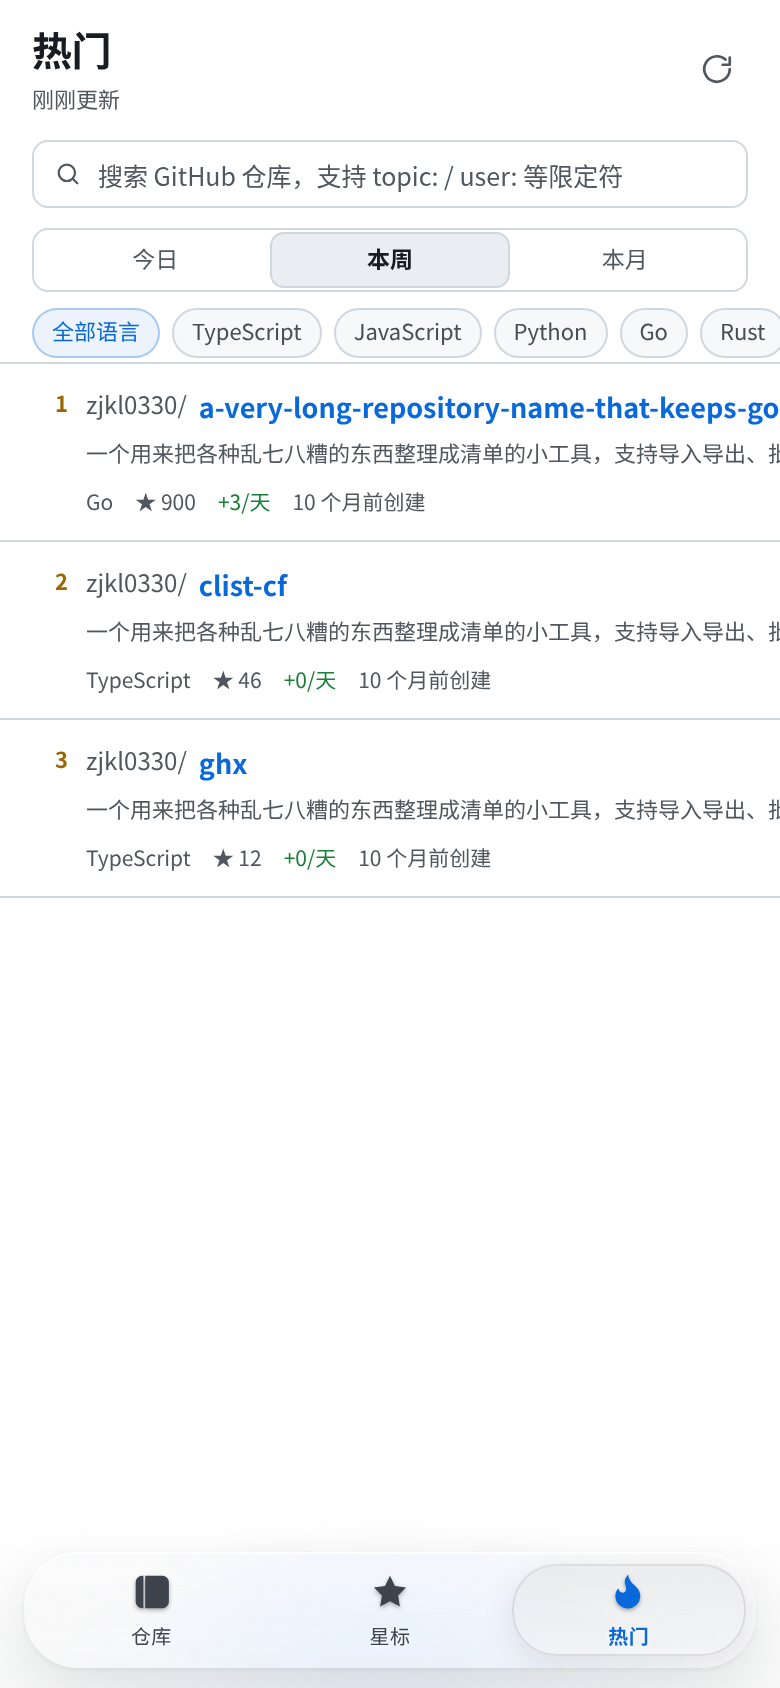 热门
刚刚更新
搜索 GitHub 仓库，支持 topic: / user: 等限定符
今日 本周 本月
全部语言 TypeScript JavaScript Python Go Rust
1 zjkl0330/ a-very-long-repository-name-that-keeps-go
一个用来把各种乱七八糟的东西整理成清单的小工具，支持导入导出、批
Go ★ 900 +3/天 10 个月前创建
2 zjkl0330/ clist-cf
一个用来把各种乱七八糟的东西整理成清单的小工具，支持导入导出、批
TypeScript ★ 46 +0/天 10 个月前创建
3 zjkl0330/ ghx
一个用来把各种乱七八糟的东西整理成清单的小工具，支持导入导出、批
TypeScript ★ 12 +0/天 10 个月前创建
仓库 星标 热门